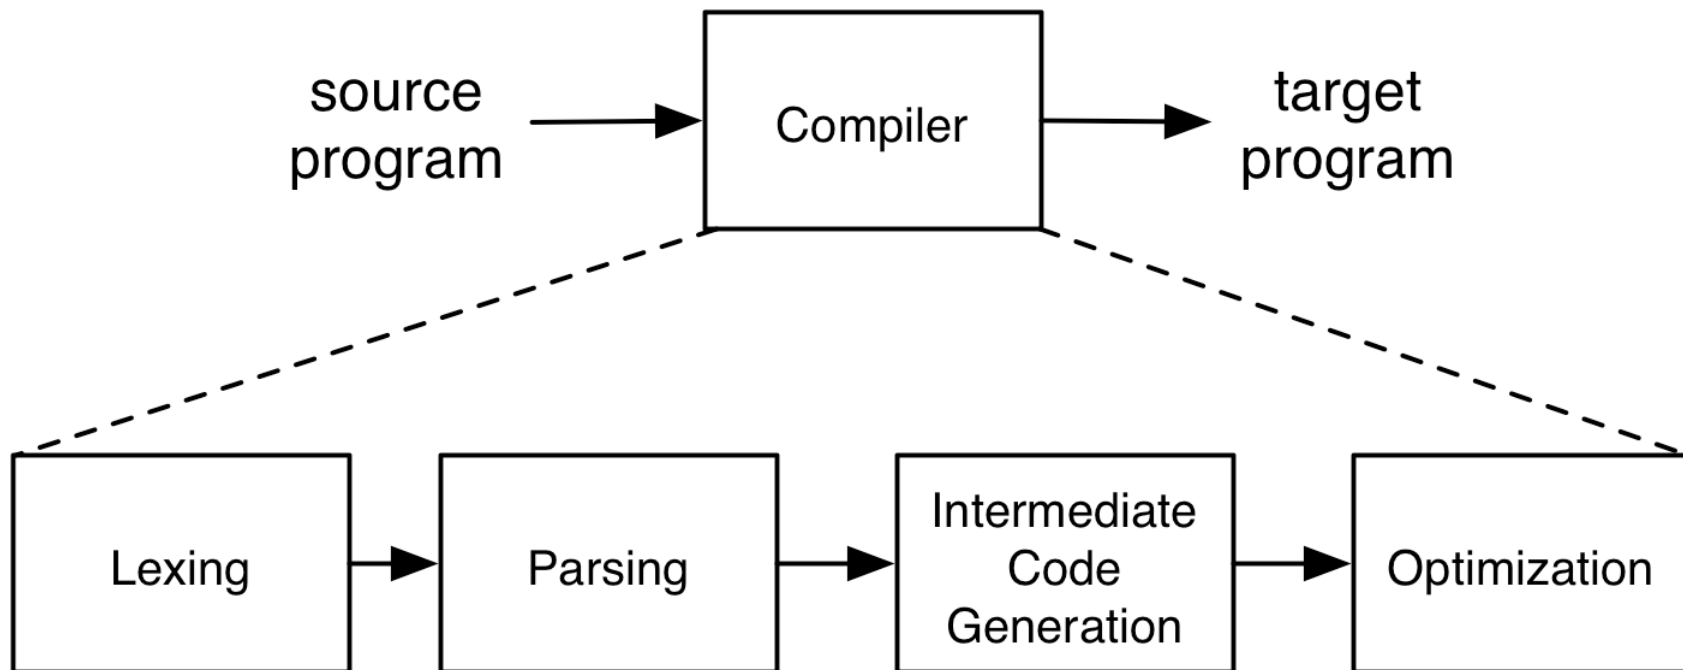 source
program
Compiler
target
program
Lexing
Parsing
Intermediate
Code
Generation
Optimization